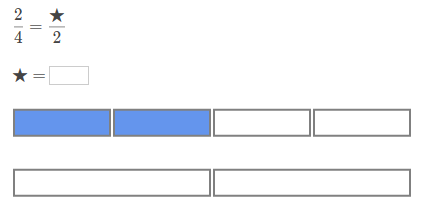 2/4 = ★/2
★ =